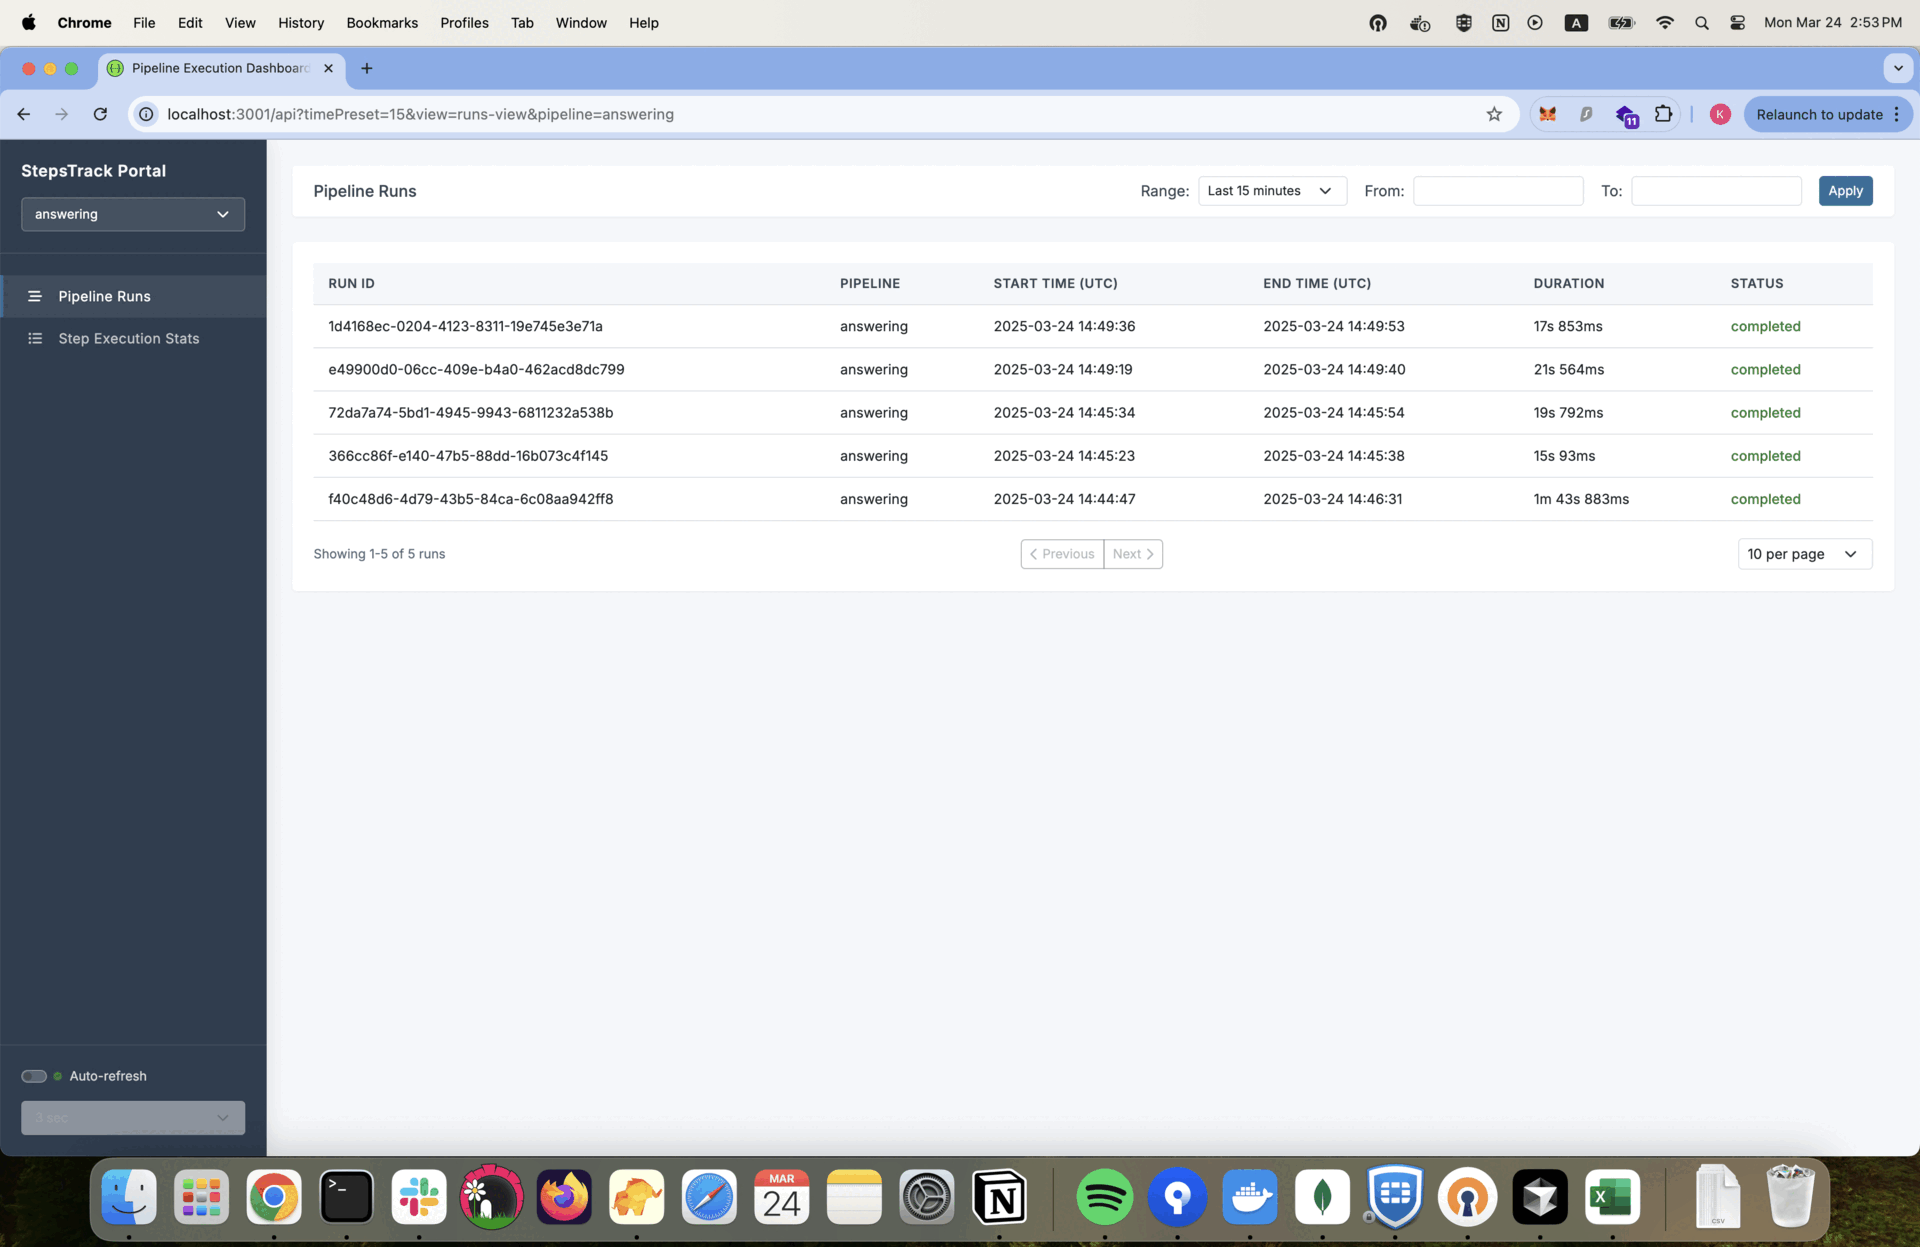 Chrome File Edit View History Bookmarks Profiles Tab Window Help A Mon Mar 24 2:53 PM
Pipeline Execution Dashboard
localhost:3001/api?timePreset=15&view=runs-view&pipeline=answering 11 K Relaunch to update
StepsTrack Portal
answering
Pipeline Runs
Step Execution Stats
Auto-refresh
3 sec
Pipeline Runs Range: Last 15 minutes From: To: Apply
RUN ID PIPELINE START TIME (UTC) END TIME (UTC) DURATION STATUS
1d4168ec-0204-4123-8311-19e745e3e71a answering 2025-03-24 14:49:36 2025-03-24 14:49:53 17s 853ms completed
e49900d0-06cc-409e-b4a0-462acd8dc799 answering 2025-03-24 14:49:19 2025-03-24 14:49:40 21s 564ms completed
72da7a74-5bd1-4945-9943-6811232a538b answering 2025-03-24 14:45:34 2025-03-24 14:45:54 19s 792ms completed
366cc86f-e140-47b5-88dd-16b073c4f145 answering 2025-03-24 14:45:23 2025-03-24 14:45:38 15s 93ms completed
f40c48d6-4d79-43b5-84ca-6c08aa942ff8 answering 2025-03-24 14:44:47 2025-03-24 14:46:31 1m 43s 883ms completed
Showing 1-5 of 5 runs Previous Next 10 per page
MAR
24
CSV